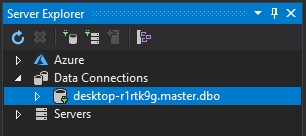 Server Explorer
Azure
Data Connections
desktop-r1rtk9g.master.dbo
Servers